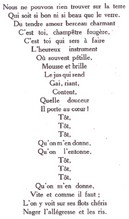 Nous ne pouvons rien trouver sur la terre
Qui soit si bon ni si beau que le verre.
Du tendre amour berceau charmant
C'est toi, champêtre fougère,
C'est toi qui sers à faire
L'heureux instrument
Où souvent pétille,
Mousse et brille
Le jus qui rend
Gai, riant,
Content,
Quelle douceur
Il porte au cœur !
Tôt,
Tôt,
Tôt,
Qu'on m'en donne,
Qu'on l'entonne,
Tôt,
Tôt,
Tôt,
Qu'on m'en donne,
Vite et comme il faut ;
L'on y voit sur ses flots chéris
Nager l'allégresse et les ris.